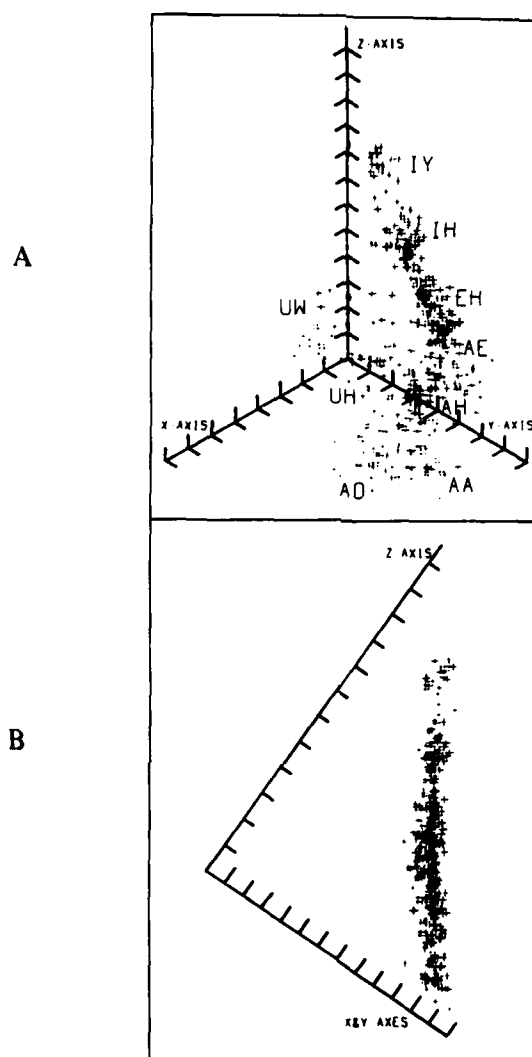 A
Z-AXIS
IY
IH
EH
UW
AE
UH
AH
X-AXIS
Y-AXIS
AO
AA
B
Z AXIS
X&Y AXES